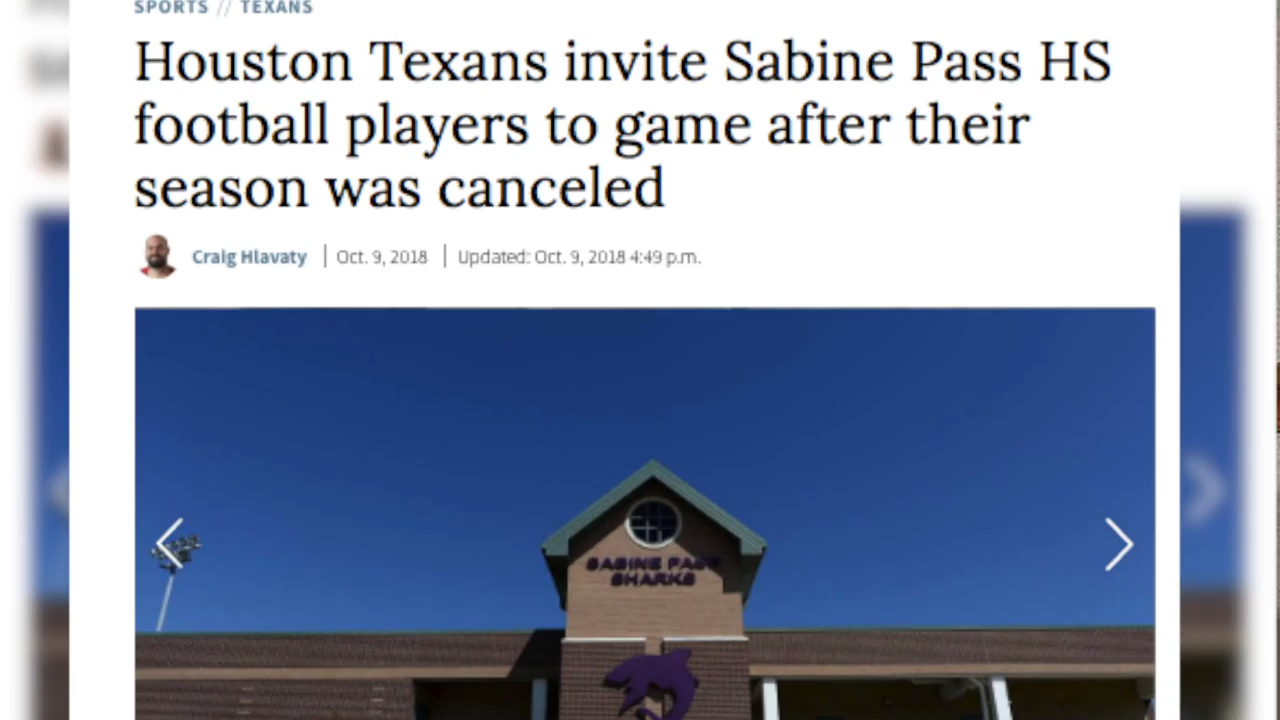 SPORTS // TEXANS
Houston Texans invite Sabine Pass HS
football players to game after their
season was canceled
Craig Hlavaty | Oct. 9, 2018 | Updated: Oct. 9, 2018 4:49 p.m.
SABINE PASS
SHARKS